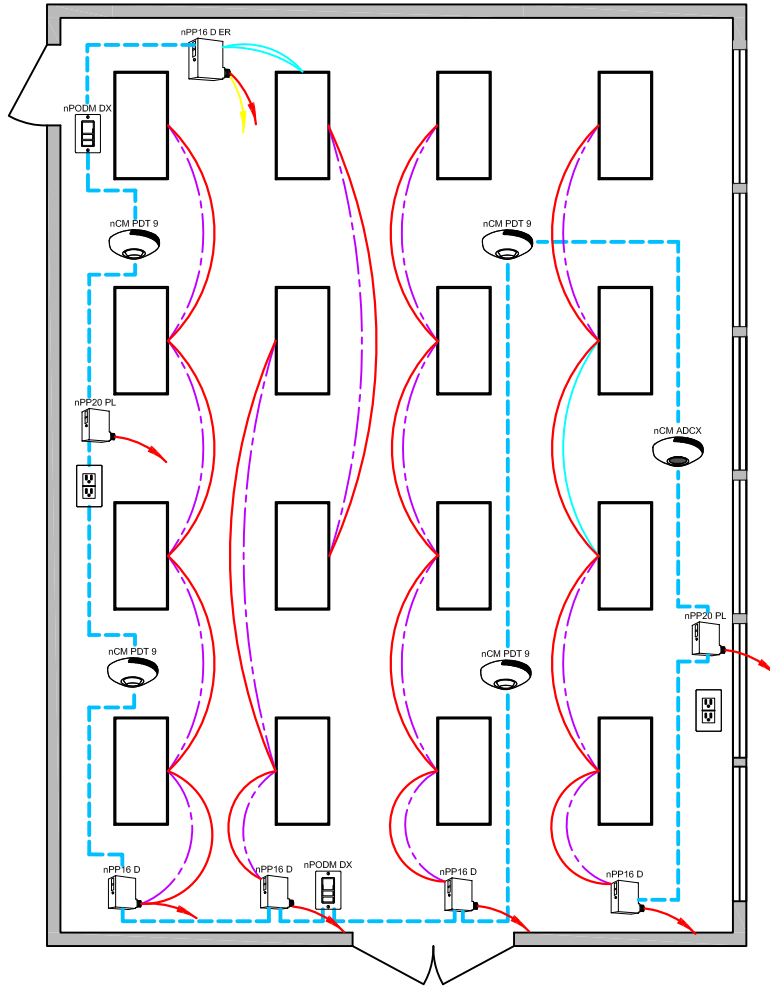 nPP16 D ER
nPODM DX
nCM PDT 9
nCM PDT 9
nPP20 PL
nCM ADCX
nPP20 PL
nCM PDT 9
nCM PDT 9
nPP16 D
nPP16 D
nPODM DX
nPP16 D
nPP16 D